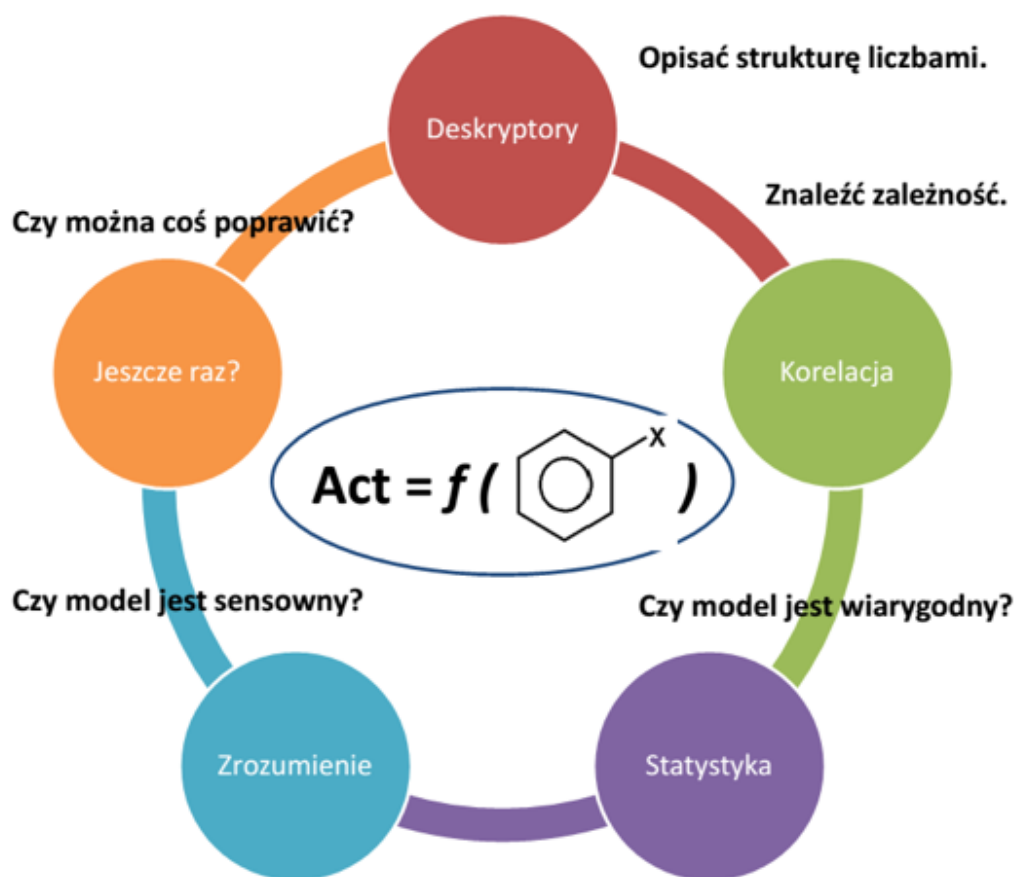 Opisać strukturę liczbami.
Deskryptory
Znaleźć zależność.
Czy można coś poprawić?
Jeszcze raz?
Korelacja
Act = f ( X )
Czy model jest sensowny?
Czy model jest wiarygodny?
Zrozumienie
Statystyka